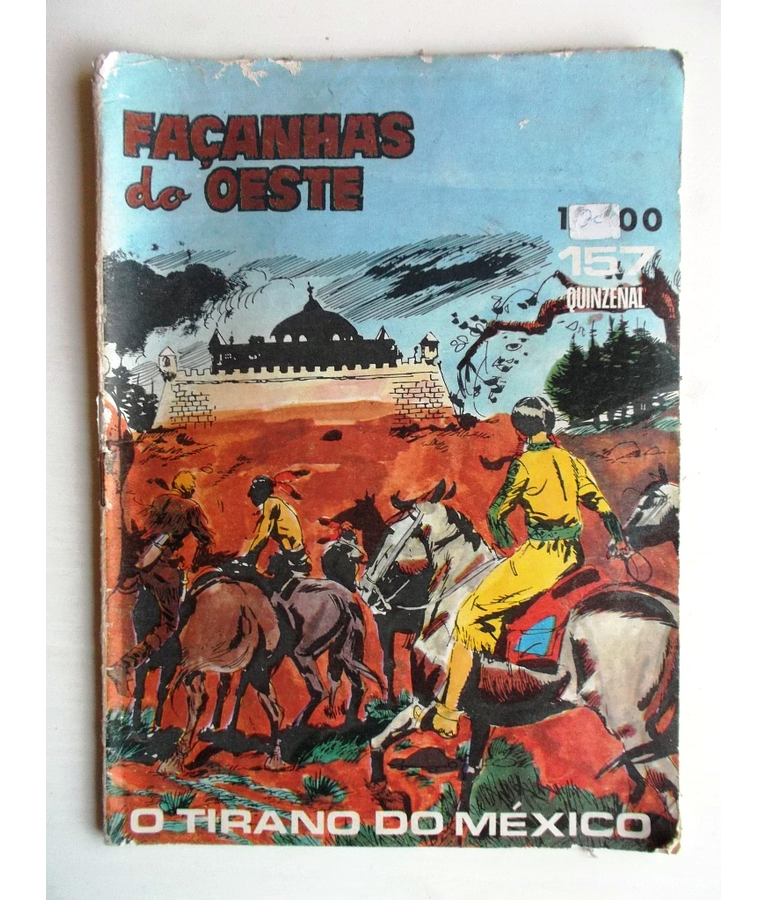 FAÇANHAS
do OESTE
157
QUINZENAL
O TIRANO DO MÉXICO